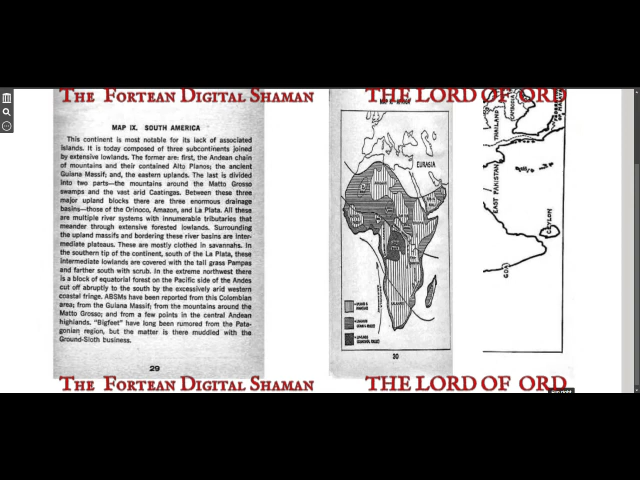 THE FORTEAN DIGITAL SHAMAN
THE LORD OF ORD
MAP IX. SOUTH AMERICA
This continent is most notable for its lack of associated
islands. It is today composed of three subcontinents joined
by extensive lowlands. The former are: first, the Andean chain
of mountains and their contained Alto Planos; the ancient
Guiana Massif; and, the eastern uplands. The last is divided
into two parts—the mountains around the Matto Grosso
swamps and the vast arid Caatingas. Between these three
major upland blocks there are three enormous drainage
basins—those of the Orinoco, Amazon, and La Plata. All these
are multiple river systems with innumerable tributaries that
meander through extensive forested lowlands. Surrounding
the upland massifs and bordering these river basins are inter-
mediate plateaus. These are mostly clothed in savannahs. In
the southern tip of the continent, south of the La Plata, these
intermediate lowlands are covered with the tall grass Pampas
and farther south with scrub. In the extreme northwest there
is a block of equatorial forest on the Pacific side of the Andes
cut off abruptly to the south by the excessively arid western
coastal fringe. ABSMs have been reported from this Colombian
area; from the Guiana Massif; from the mountains around the
Matto Grosso; and from a few points in the central Andean
highlands. "Bigfeet" have long been rumored from the Pata-
gonian region, but the matter is there muddled with the
Ground-Sloth business.
29
EURASIA
30
THAILAND
CAMBODIA
EAST PAKISTAN
CEYLON
GOA
THE FORTEAN DIGITAL SHAMAN
THE LORD OF ORD